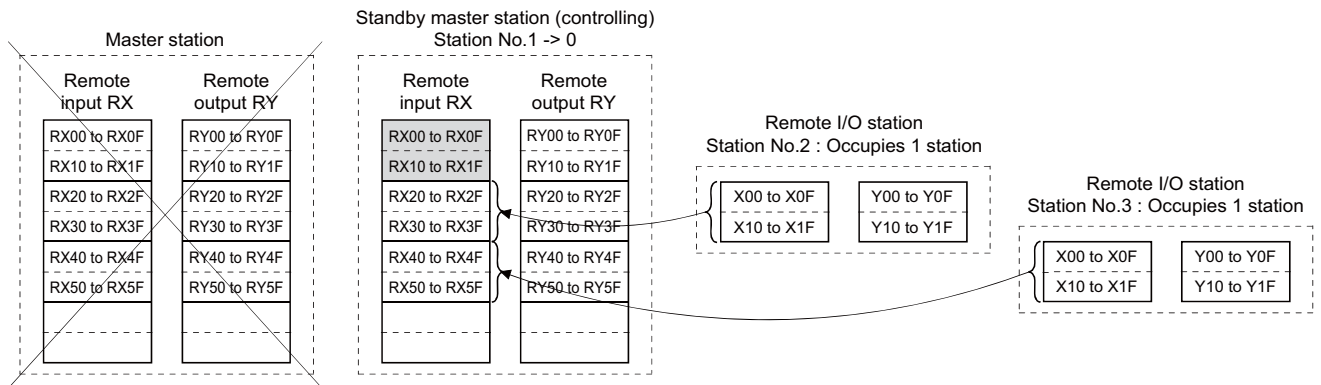 Master station
Remote input RX
Remote output RY
RX00 to RX0F
RX10 to RX1F
RX20 to RX2F
RX30 to RX3F
RX40 to RX4F
RX50 to RX5F
RY00 to RY0F
RY10 to RY1F
RY20 to RY2F
RY30 to RY3F
RY40 to RY4F
RY50 to RY5F
Standby master station (controlling)
Station No.1 -> 0
Remote input RX
Remote output RY
RX00 to RX0F
RX10 to RX1F
RX20 to RX2F
RX30 to RX3F
RX40 to RX4F
RX50 to RX5F
RY00 to RY0F
RY10 to RY1F
RY20 to RY2F
RY30 to RY3F
RY40 to RY4F
RY50 to RY5F
Remote I/O station
Station No.2 : Occupies 1 station
X00 to X0F
X10 to X1F
Y00 to Y0F
Y10 to Y1F
Remote I/O station
Station No.3 : Occupies 1 station
X00 to X0F
X10 to X1F
Y00 to Y0F
Y10 to Y1F